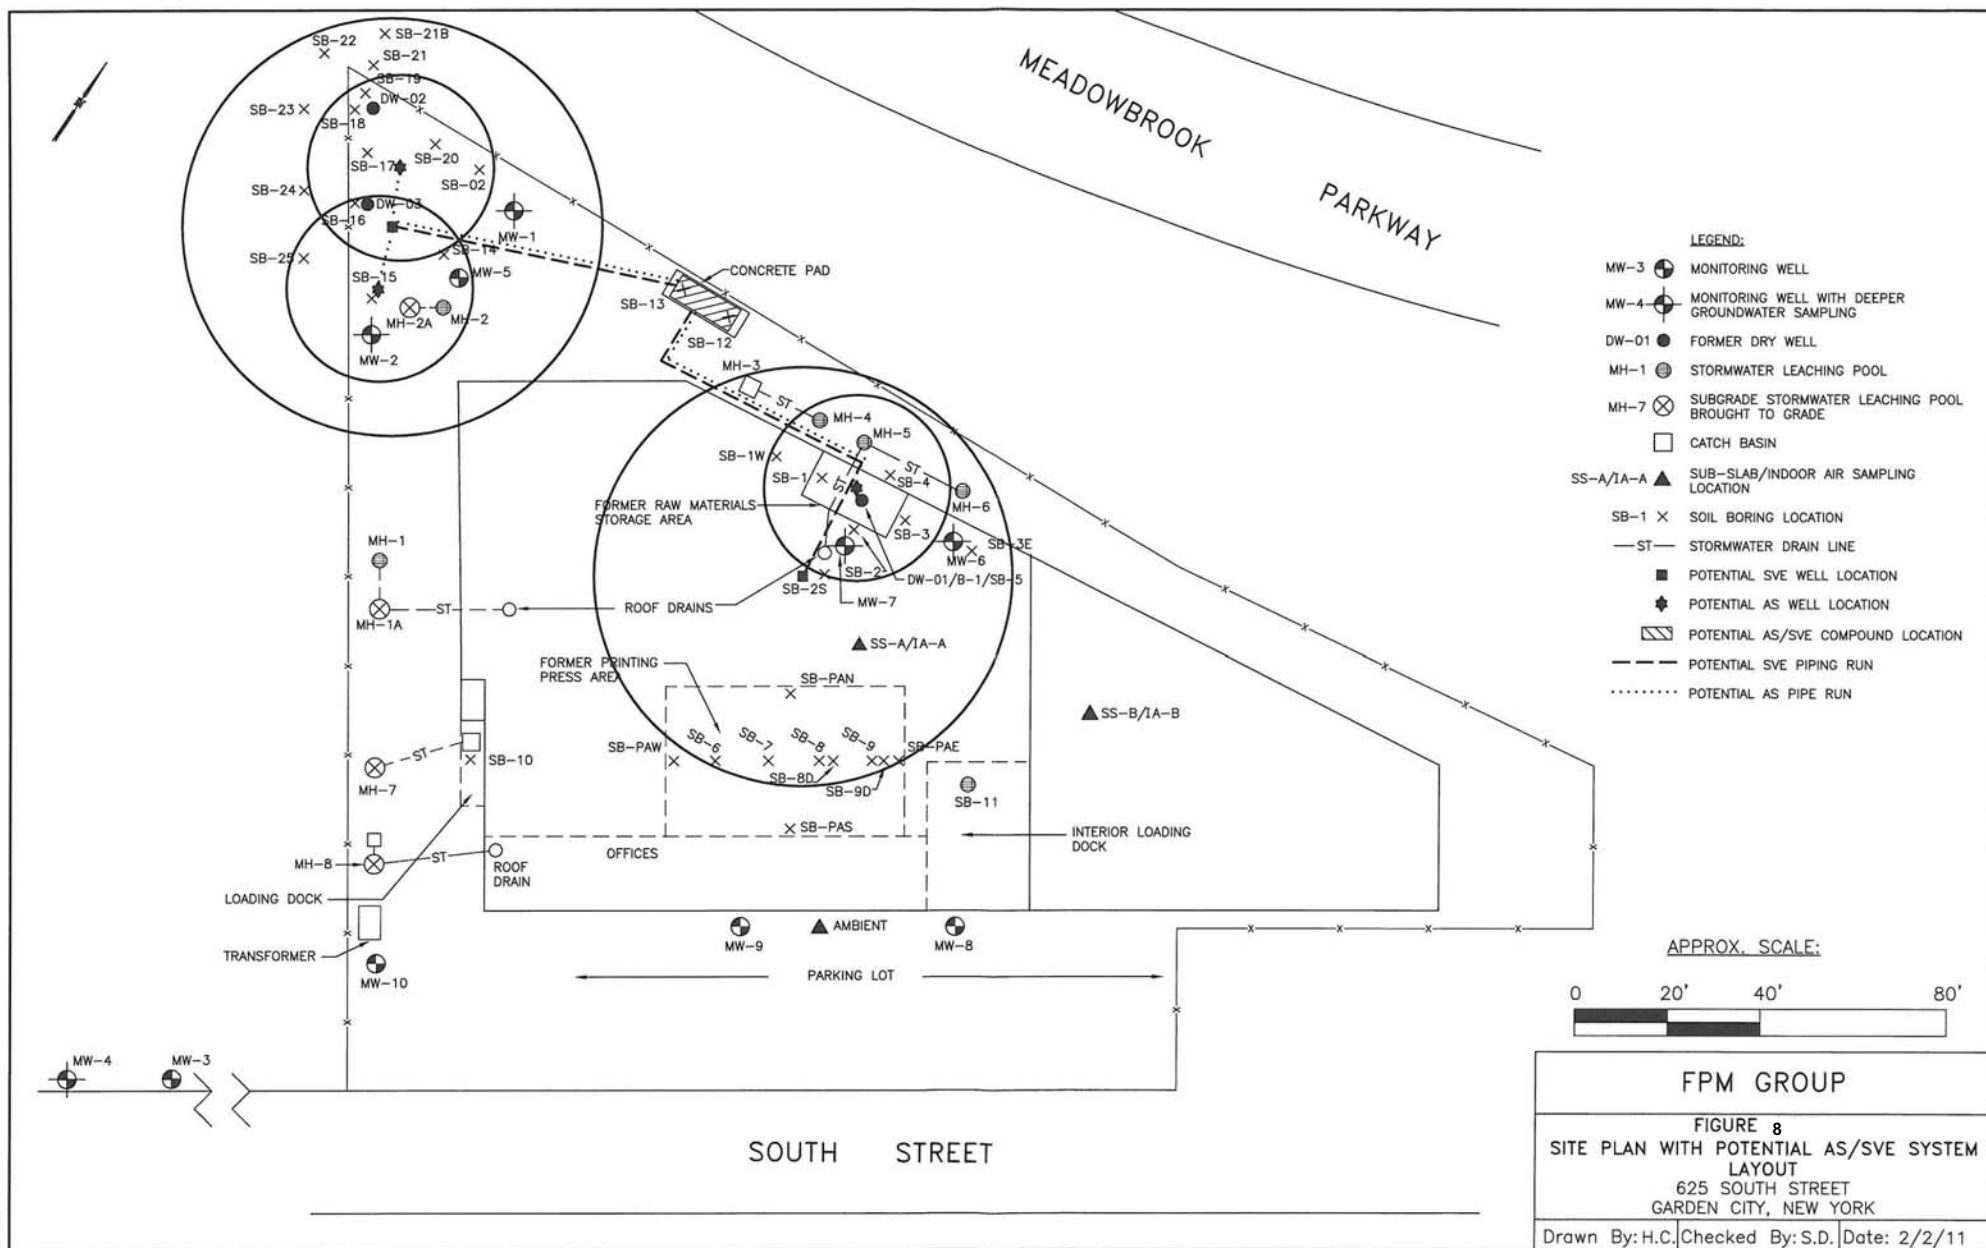 SB-22
SB-21B
SB-21
SB-19
DW-02
SB-23
SB-18
SB-20
SB-17
SB-02
SB-24
DW-03
SB-16
MW-1
SB-14
SB-25
SB-15
MW-5
MH-2A
MH-2
MW-2
MEADOWBROOK
PARKWAY
CONCRETE PAD
SB-13
SB-12
MH-3
ST
MH-4
MH-5
SB-1W
ST
SB-1
ST
SB-4
FORMER RAW MATERIALS
STORAGE AREA
MH-6
SB-3
SB-3E
MW-6
SB-2
SB-2S
DW-01/B-1/SB-5
MW-7
MH-1
ST
ROOF DRAINS
MH-1A
SS-A/IA-A
FORMER PRINTING
PRESS AREA
SB-PAN
SS-B/IA-B
SB-PAW
SB-6
SB-7
SB-8
SB-9
SB-PAE
ST
SB-10
SB-8D
SB-9D
MH-7
SB-11
SB-PAS
INTERIOR LOADING
DOCK
OFFICES
MH-8
ST
ROOF
DRAIN
LOADING DOCK
AMBIENT
MW-9
MW-8
TRANSFORMER
PARKING LOT
MW-10
MW-4
MW-3
SOUTH STREET
LEGEND:
MW-3 MONITORING WELL
MW-4 MONITORING WELL WITH DEEPER
GROUNDWATER SAMPLING
DW-01 FORMER DRY WELL
MH-1 STORMWATER LEACHING POOL
MH-7 SUBGRADE STORMWATER LEACHING POOL
BROUGHT TO GRADE
CATCH BASIN
SS-A/IA-A SUB-SLAB/INDOOR AIR SAMPLING
LOCATION
SB-1 X SOIL BORING LOCATION
ST STORMWATER DRAIN LINE
POTENTIAL SVE WELL LOCATION
POTENTIAL AS WELL LOCATION
POTENTIAL AS/SVE COMPOUND LOCATION
POTENTIAL SVE PIPING RUN
POTENTIAL AS PIPE RUN
APPROX. SCALE:
0 20' 40' 80'
FPM GROUP
FIGURE 8
SITE PLAN WITH POTENTIAL AS/SVE SYSTEM
LAYOUT
625 SOUTH STREET
GARDEN CITY, NEW YORK
Drawn By: H.C. Checked By: S.D. Date: 2/2/11